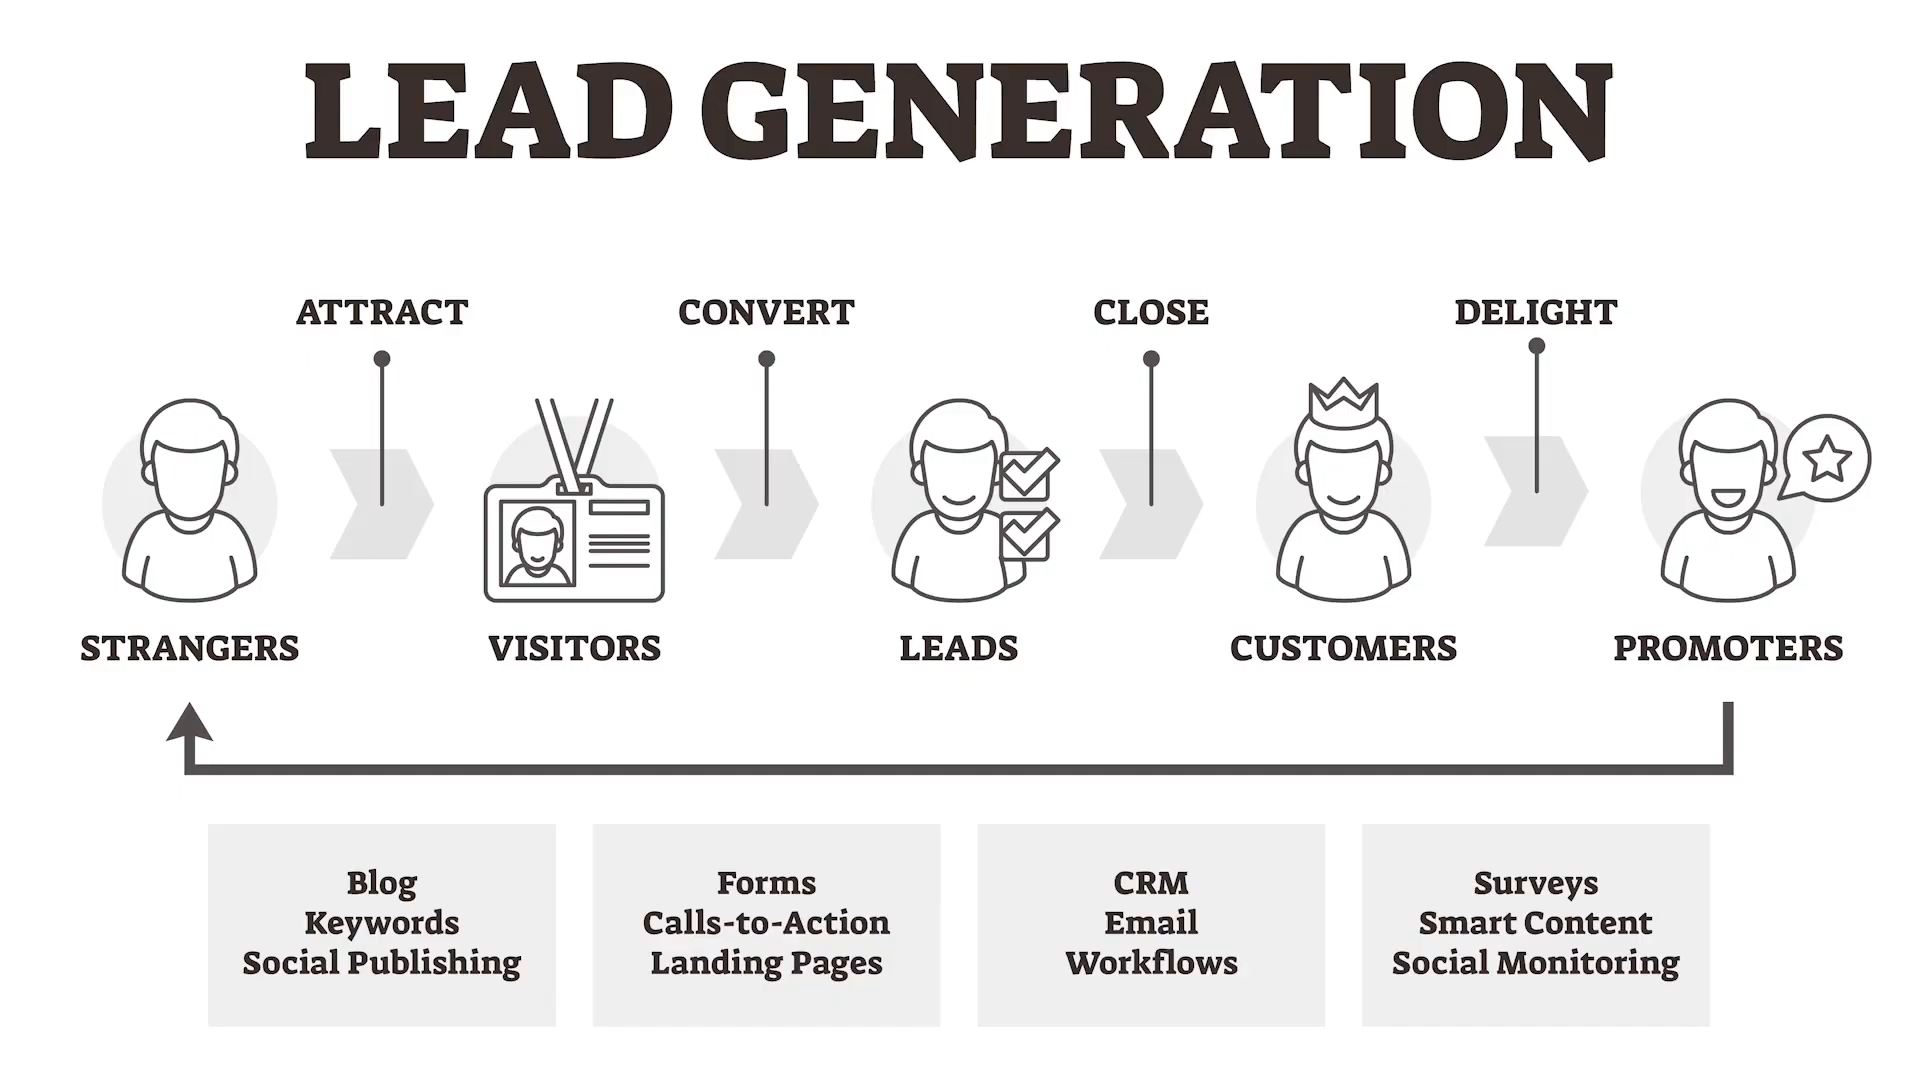 LEAD GENERATION
ATTRACT
CONVERT
CLOSE
DELIGHT
STRANGERS
VISITORS
LEADS
CUSTOMERS
PROMOTERS
Blog
Keywords
Social Publishing
Forms
Calls-to-Action
Landing Pages
CRM
Email
Workflows
Surveys
Smart Content
Social Monitoring